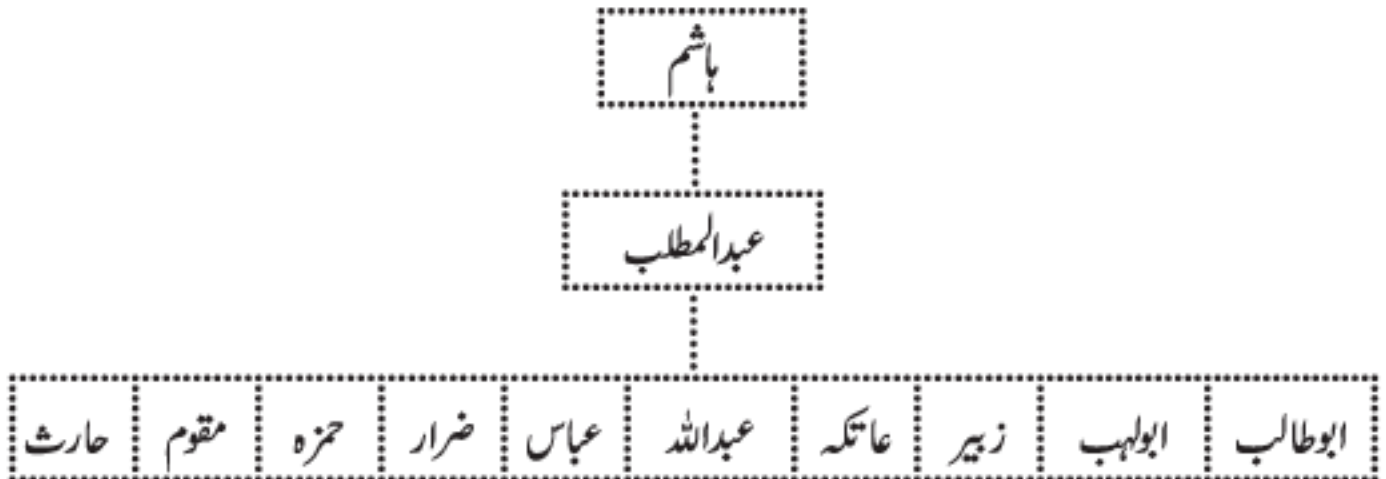 ہاشم
عبدالمطلب
ابوطالب ابولہب زبیر عاتکہ عبداللہ عباس ضرار حمزہ مقوم حارث